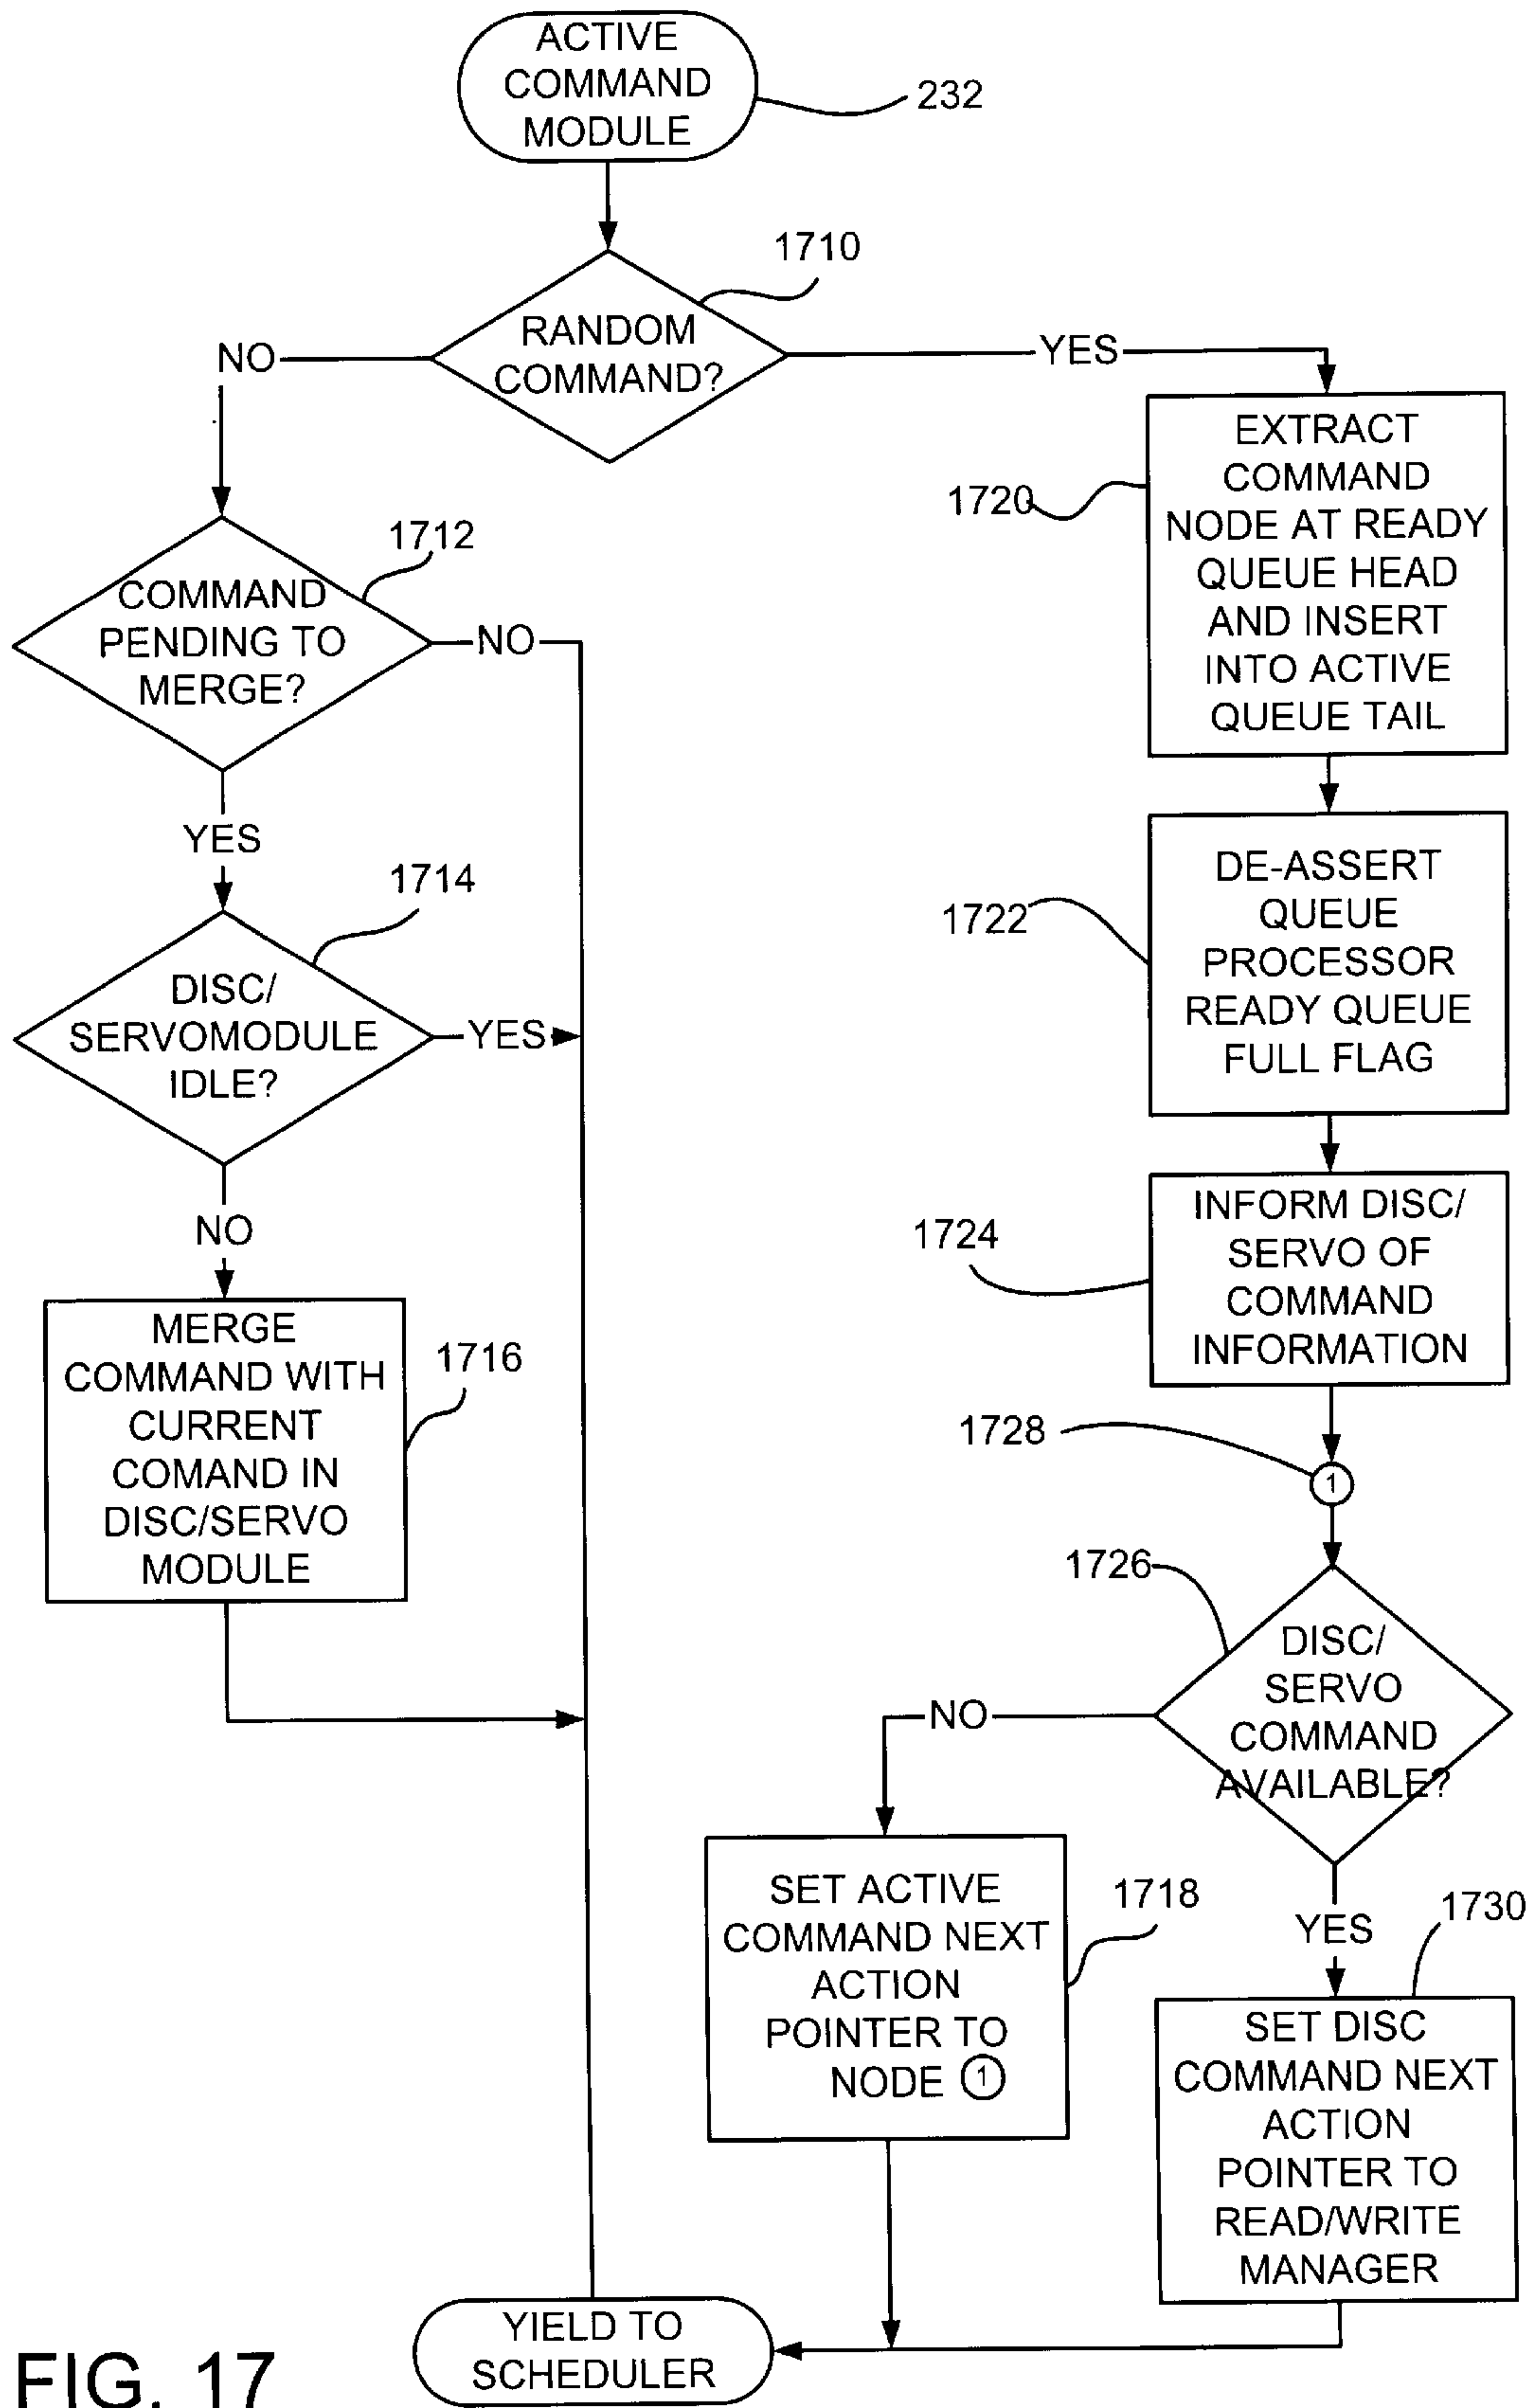 ACTIVE
COMMAND
MODULE
232
1710
RANDOM
COMMAND?
NO
YES
1712
COMMAND
PENDING TO
MERGE?
NO
YES
1714
DISC/
SERVOMODULE
IDLE?
YES
NO
MERGE
COMMAND WITH
CURRENT
COMAND IN
DISC/SERVO
MODULE
1716
1720
EXTRACT
COMMAND
NODE AT READY
QUEUE HEAD
AND INSERT
INTO ACTIVE
QUEUE TAIL
1722
DE-ASSERT
QUEUE
PROCESSOR
READY QUEUE
FULL FLAG
1724
INFORM DISC/
SERVO OF
COMMAND
INFORMATION
1728
1
1726
DISC/
SERVO
COMMAND
AVAILABLE?
NO
YES
SET ACTIVE
COMMAND NEXT
ACTION
POINTER TO
NODE 1
1718
1730
SET DISC
COMMAND NEXT
ACTION
POINTER TO
READ/WRITE
MANAGER
YIELD TO
SCHEDULER
FIG. 17